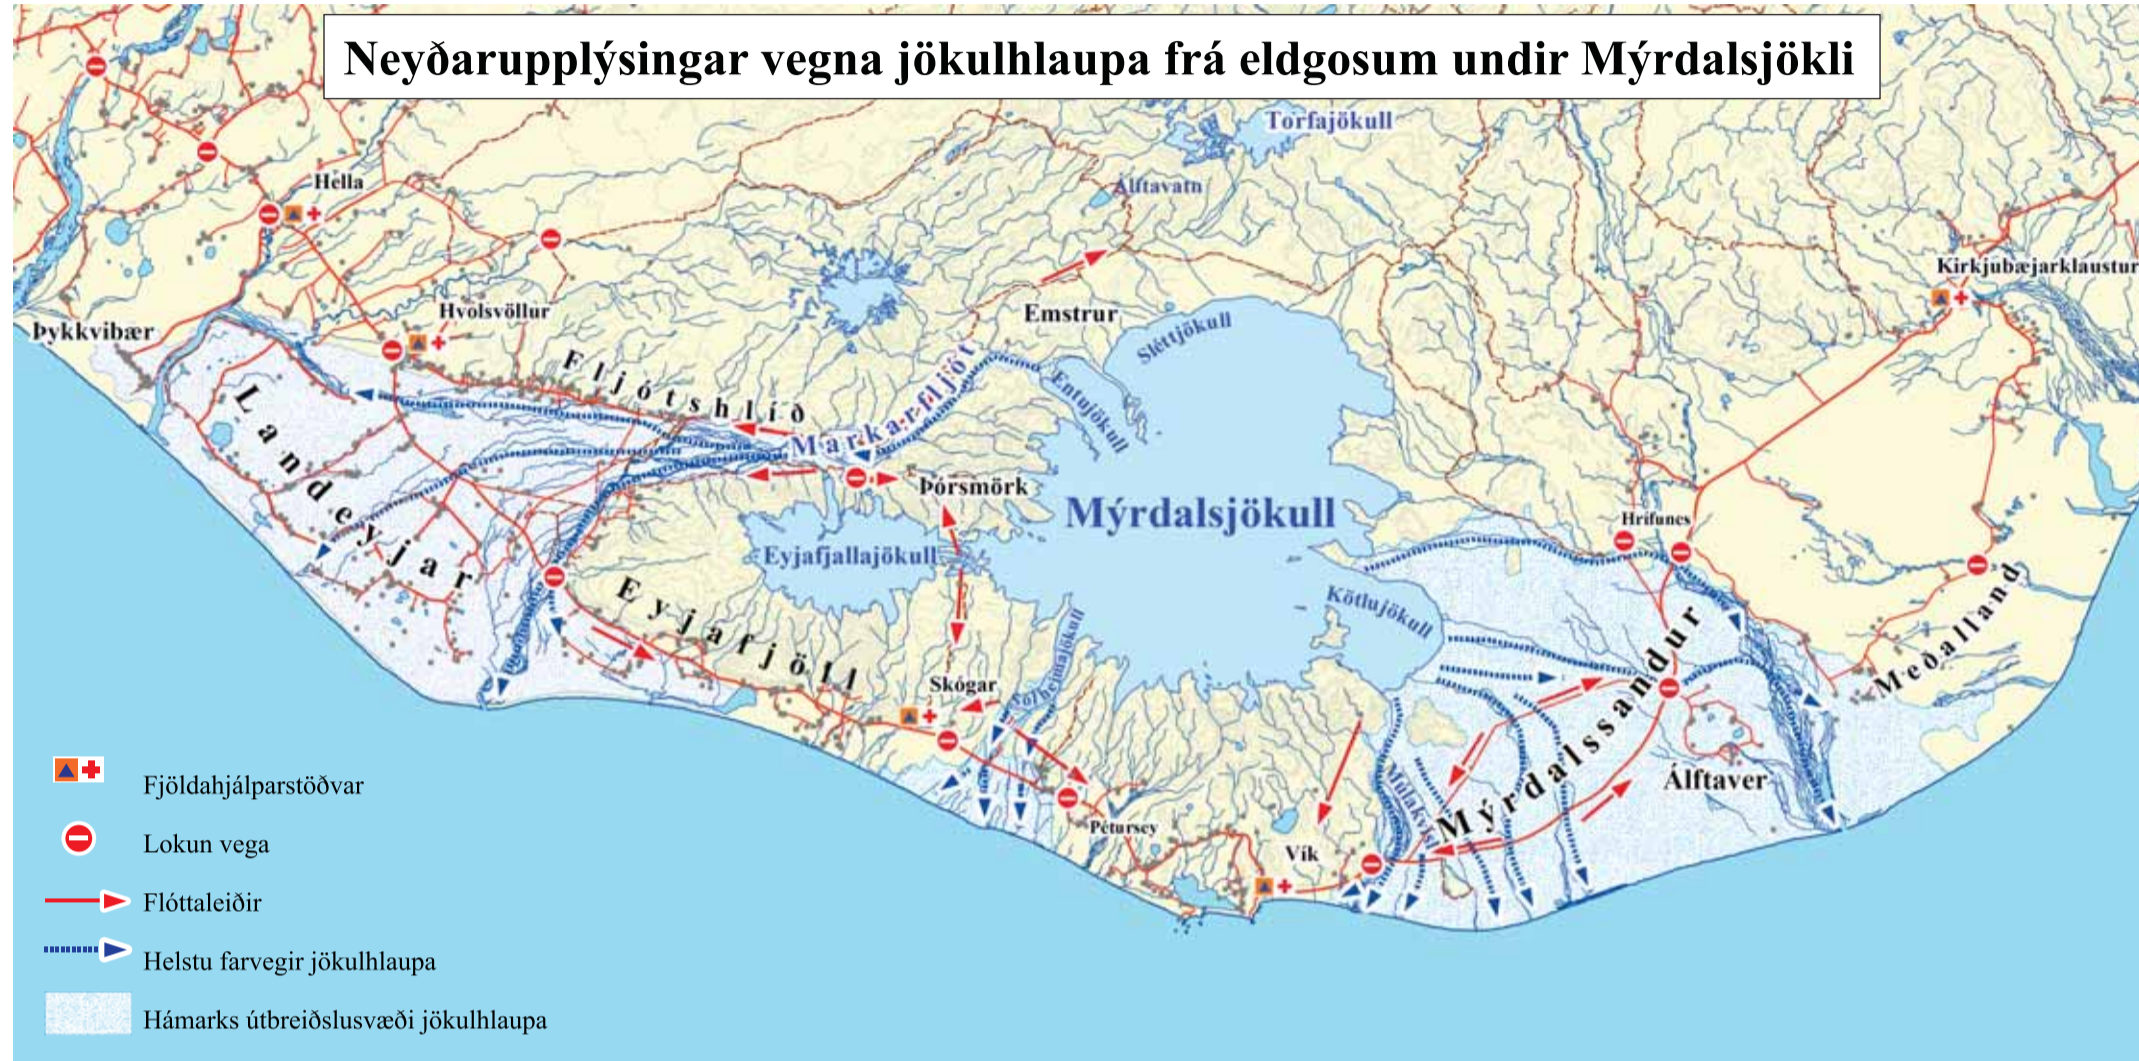 Neyðarupplýsingar vegna jökulhlaupa frá eldgosum undir Mýrdalsjökli
Torfajökull
Álftavatn
Hella
Kirkjubæjarklaustur
Hvolsvöllur
Þykkvibær
Emstrur
Sléttjökull
Fljótshlíð
Entujökull
Markarfljót
Landeyjar
Þórsmörk
Mýrdalsjökull
Hrífunes
Eyjafjallajökull
Kötlujökull
Eyjafjöll
Meðalland
Skógar
Sólheimajökull
Mýrdalssandur
Álftaver
Múlakvísl
Pétursey
Vík
Fjöldahjálparstöðvar
Lokun vega
Flóttaleiðir
Helstu farvegir jökulhlaupa
Hámarks útbreiðslusvæði jökulhlaupa